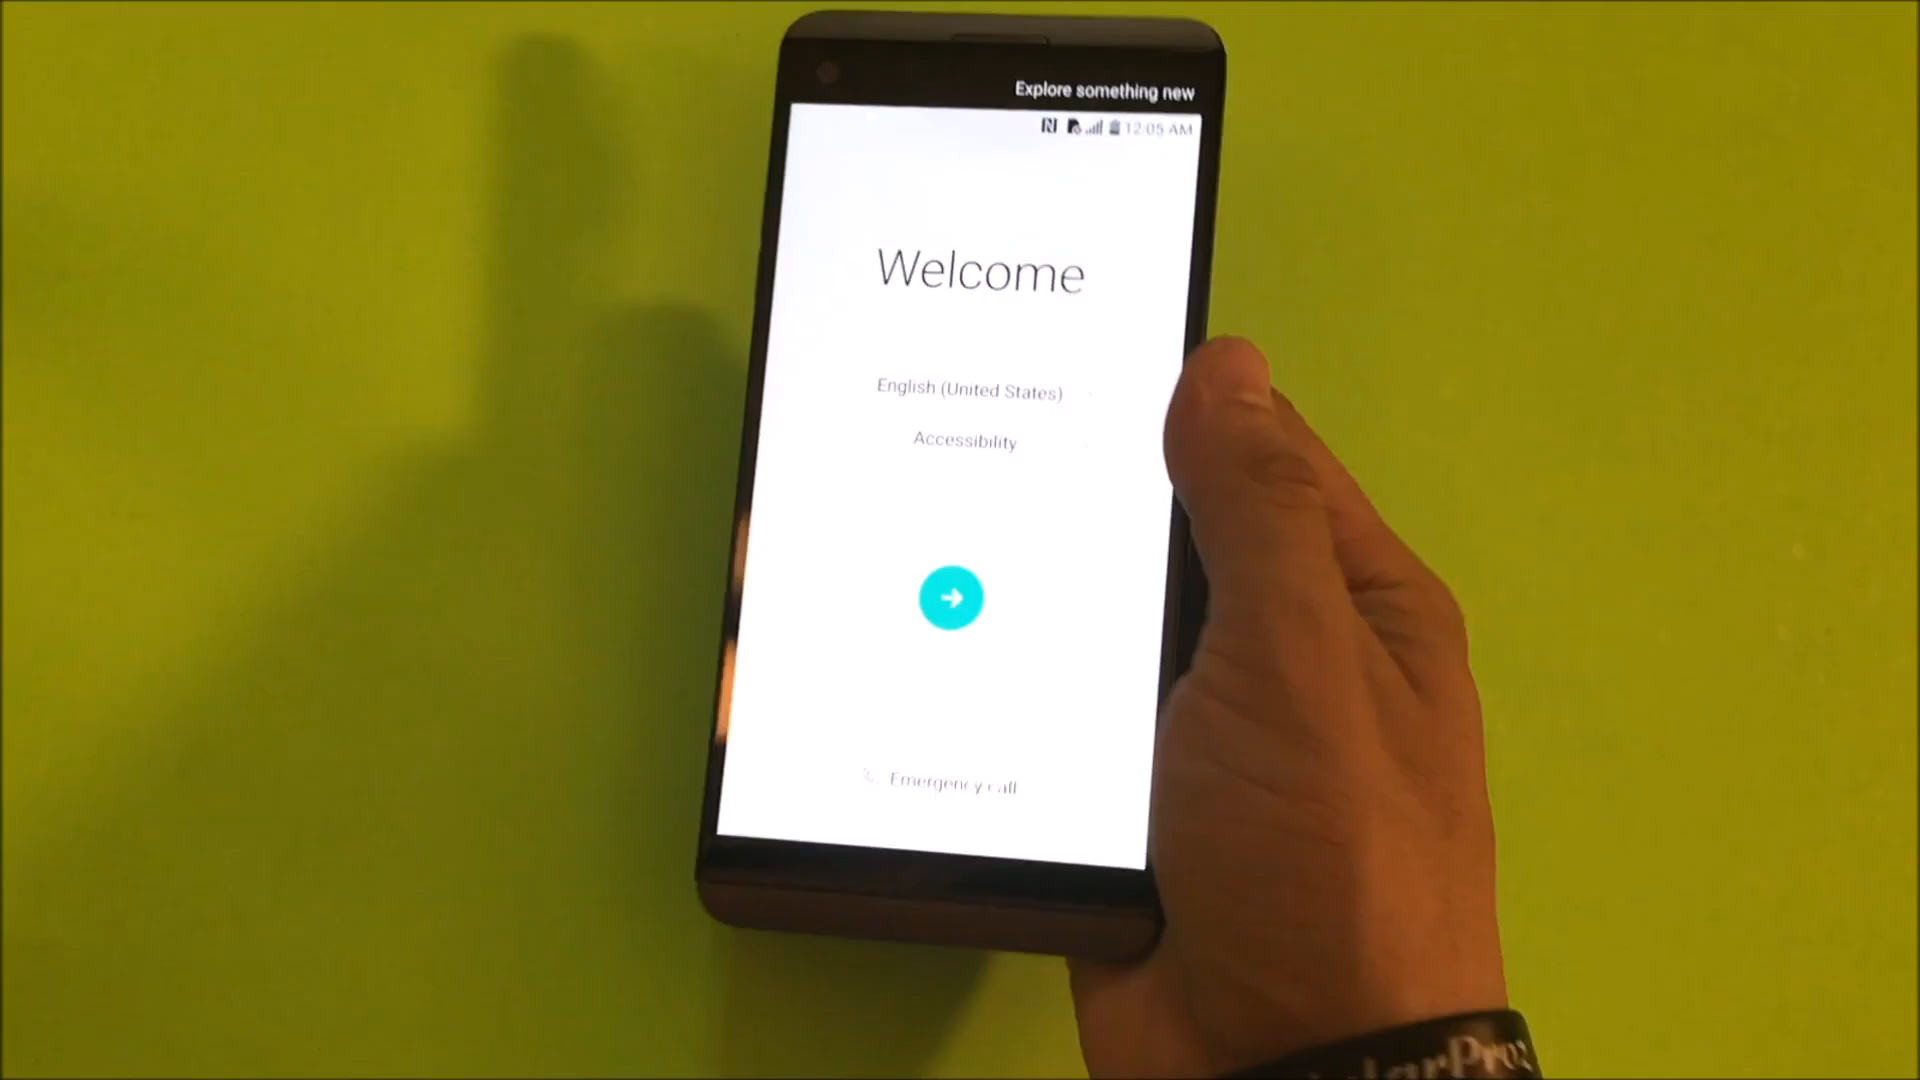 Explore something new
12:05 AM
Welcome
English (United States)
Accessibility
Emergency call